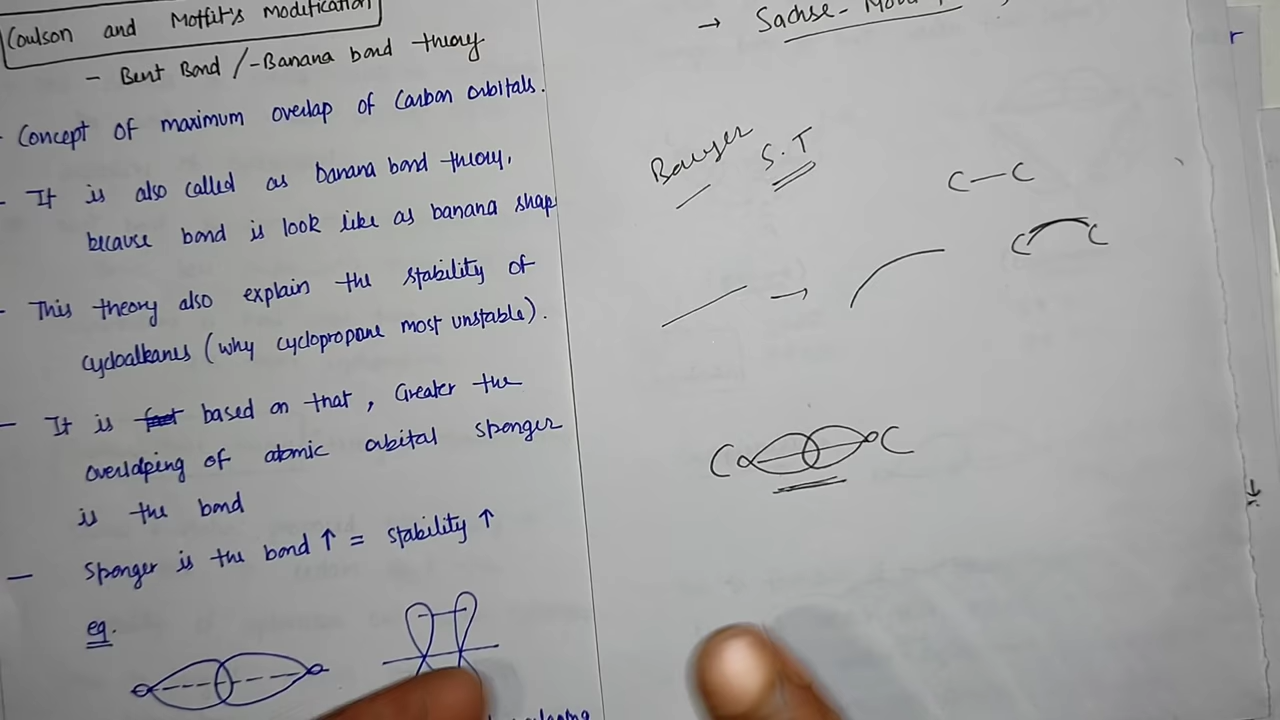 Coulson and Moffit's modification
- Bent Bond /-Banana bond theory
- Concept of maximum overlap of Carbon orbitals.
- It is also called as banana bond theory,
because bond is look like as banana shap
- This theory also explain the stability of
cycloalkanes (why cyclopropane most unstable).
- It is based on that, Greater the
overlaping of atomic orbital sponger
is the bond
- Sponger is the bond ↑ = stability ↑
eg.
→ Sachse-
Baeyer S.T
C-C
C C
→
C C